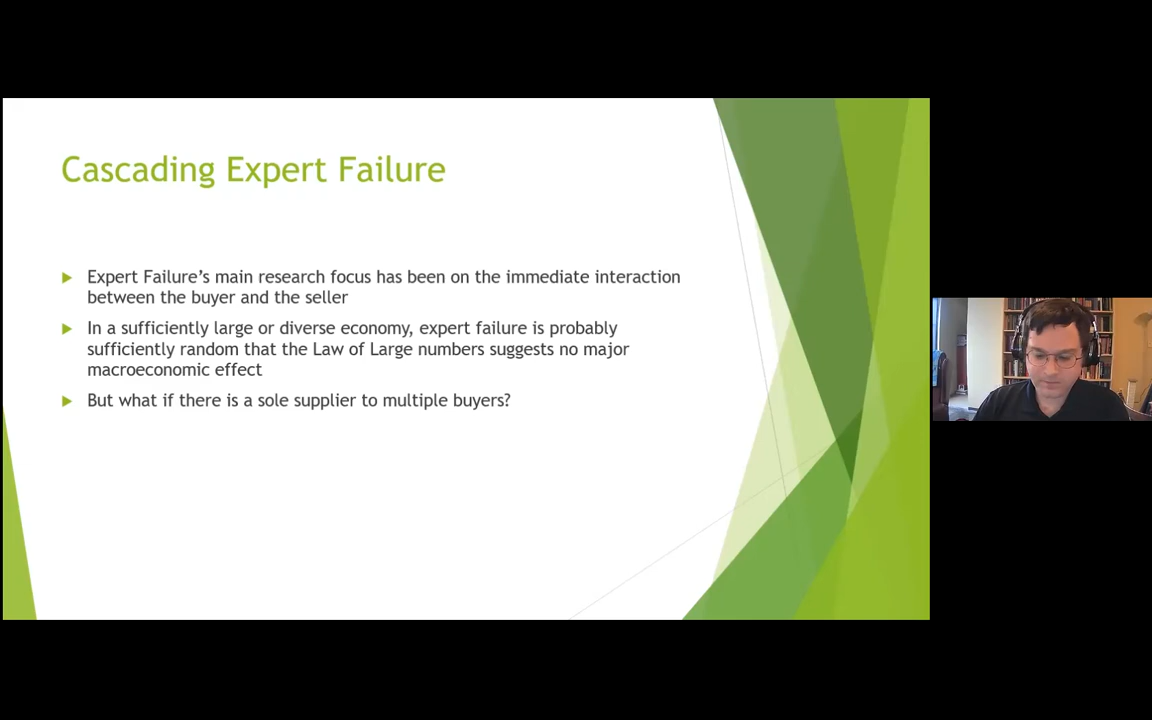 Cascading Expert Failure
Expert Failure's main research focus has been on the immediate interaction
between the buyer and the seller
In a sufficiently large or diverse economy, expert failure is probably
sufficiently random that the Law of Large numbers suggests no major
macroeconomic effect
But what if there is a sole supplier to multiple buyers?